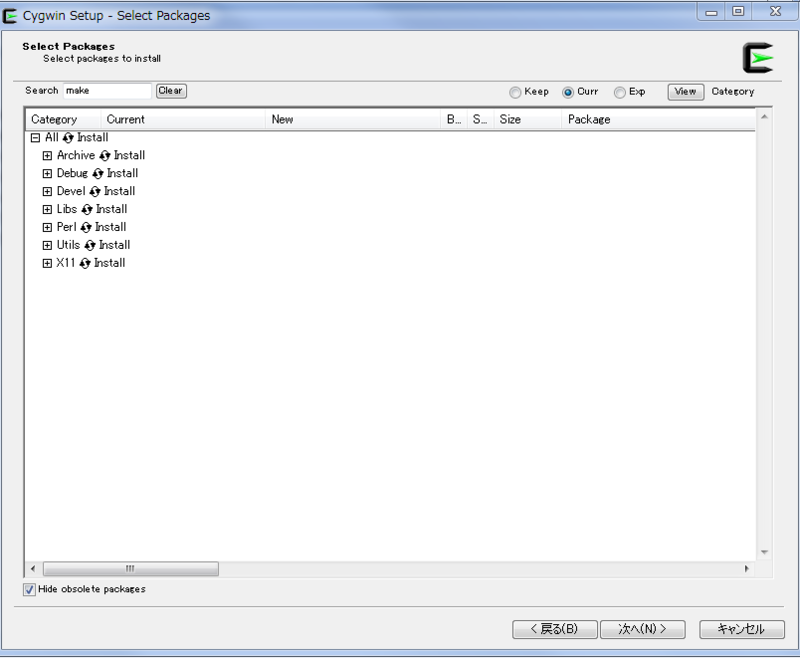 Cygwin Setup - Select Packages
Select Packages
Select packages to install
Search make Clear Keep Curr Exp View Category
Category Current New B... S... Size Package
All Install
Archive Install
Debug Install
Devel Install
Libs Install
Perl Install
Utils Install
X11 Install
Hide obsolete packages
< 戻る(B) 次へ(N) > キャンセル